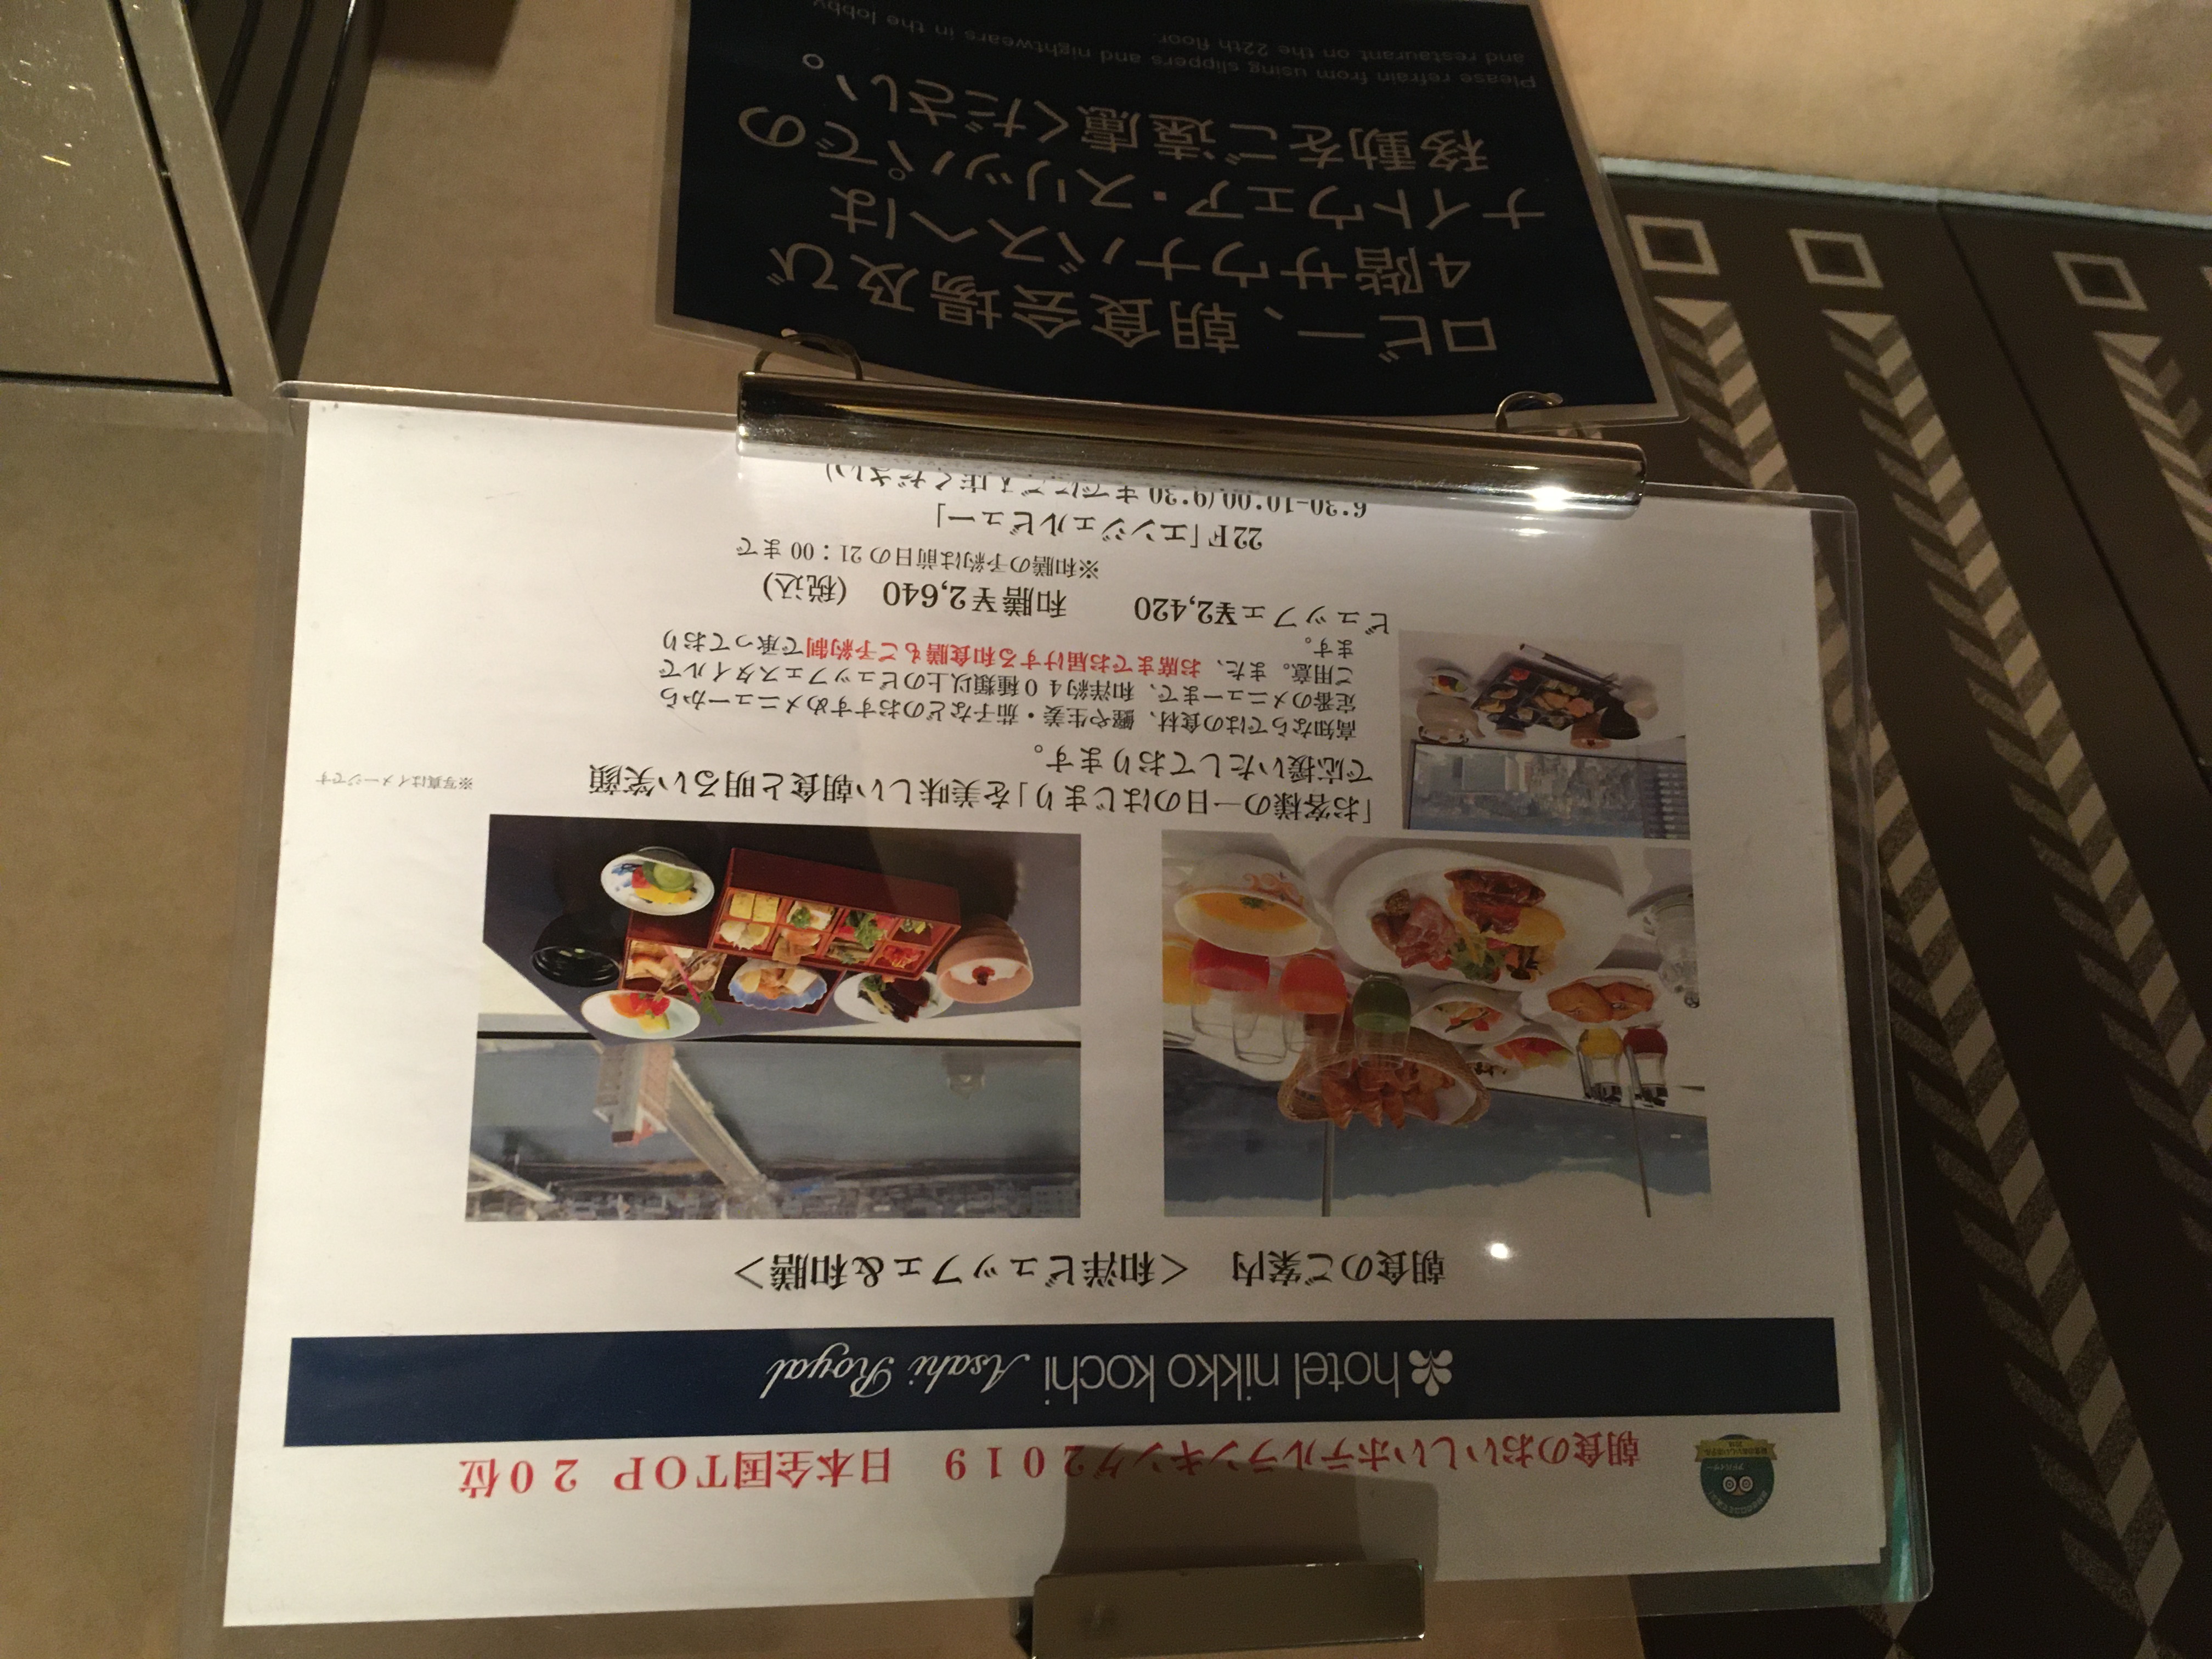 アドバイザー
朝食のおいしいホテルランキング2019　日本全国TOP 20位
hotel nikko kochi Asahi Royal
朝食のご案内　＜和洋ビュッフェ＆和膳＞
「お客様の一日のはじまり」を美味しい朝食と明るい笑顔
で応援いたしております。
※写真はイメージです
高知ならではの食材、鰹や生姜・茄子などのおすすめメニューから
定番のメニューまで、和洋約40種類以上のビュッフェスタイルで
ご用意。また、お席までお届けする和食膳もご予約制で承っており
ます。
ビュッフェ¥2,420　　和膳￥2,640　（税込）
※和膳の予約は前日の 21：00 まで
22F「エンジェルビュー」
6:30-10:00(9:30 までにご入店ください)
ロビー、朝食会場及び
4階サウナバスへは
ナイトウェア・スリッパでの
移動をご遠慮ください。
Please refrain from using slippers and nightwears in the lobby
and restaurant on the 22th floor.